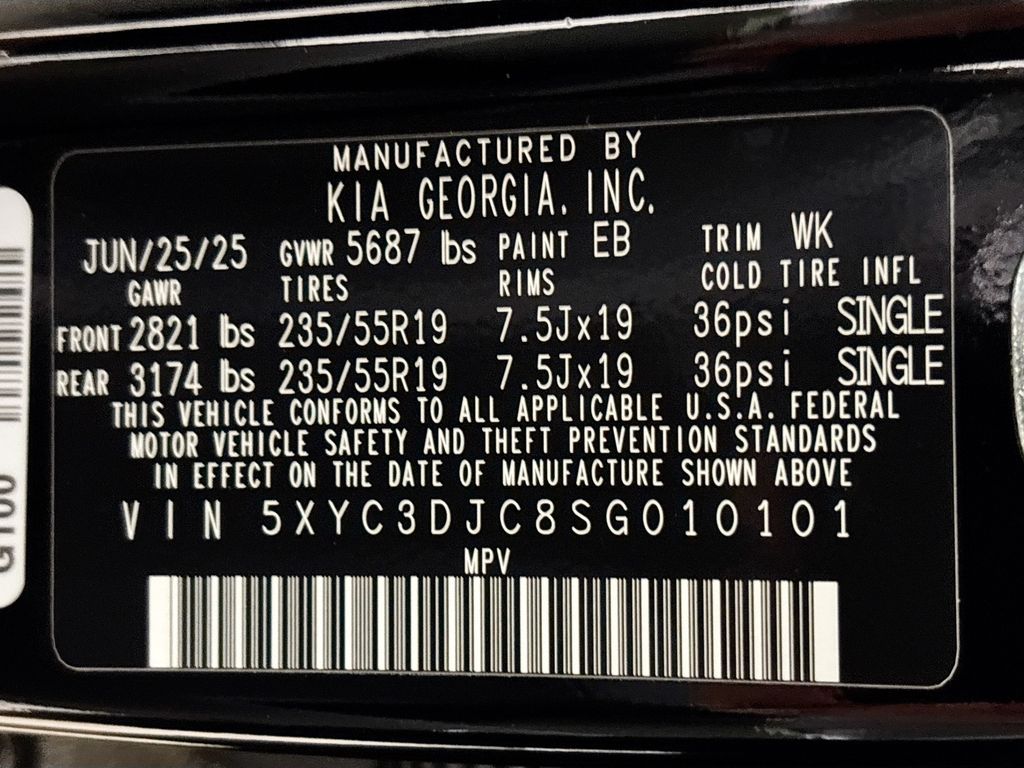 MANUFACTURED BY
KIA GEORGIA, INC.
JUN/25/25 GVWR 5687 lbs PAINT EB TRIM WK
GAWR TIRES RIMS COLD TIRE INFL
FRONT 2821 lbs 235/55R19 7.5Jx19 36psi SINGLE
REAR 3174 lbs 235/55R19 7.5Jx19 36psi SINGLE
THIS VEHICLE CONFORMS TO ALL APPLICABLE U.S.A. FEDERAL
MOTOR VEHICLE SAFETY AND THEFT PREVENTION STANDARDS
IN EFFECT ON THE DATE OF MANUFACTURE SHOWN ABOVE
VIN 5XYC3DJC8SG010101
MPV